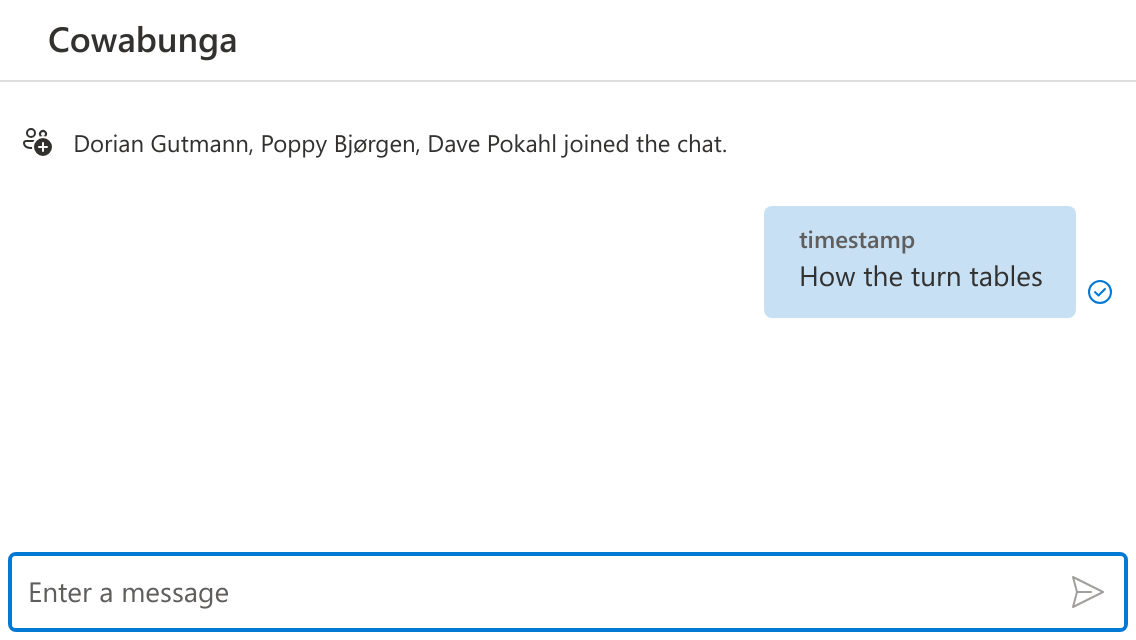 Cowabunga
Dorian Gutmann, Poppy Bjørgen, Dave Pokahl joined the chat.
timestamp
How the turn tables
Enter a message